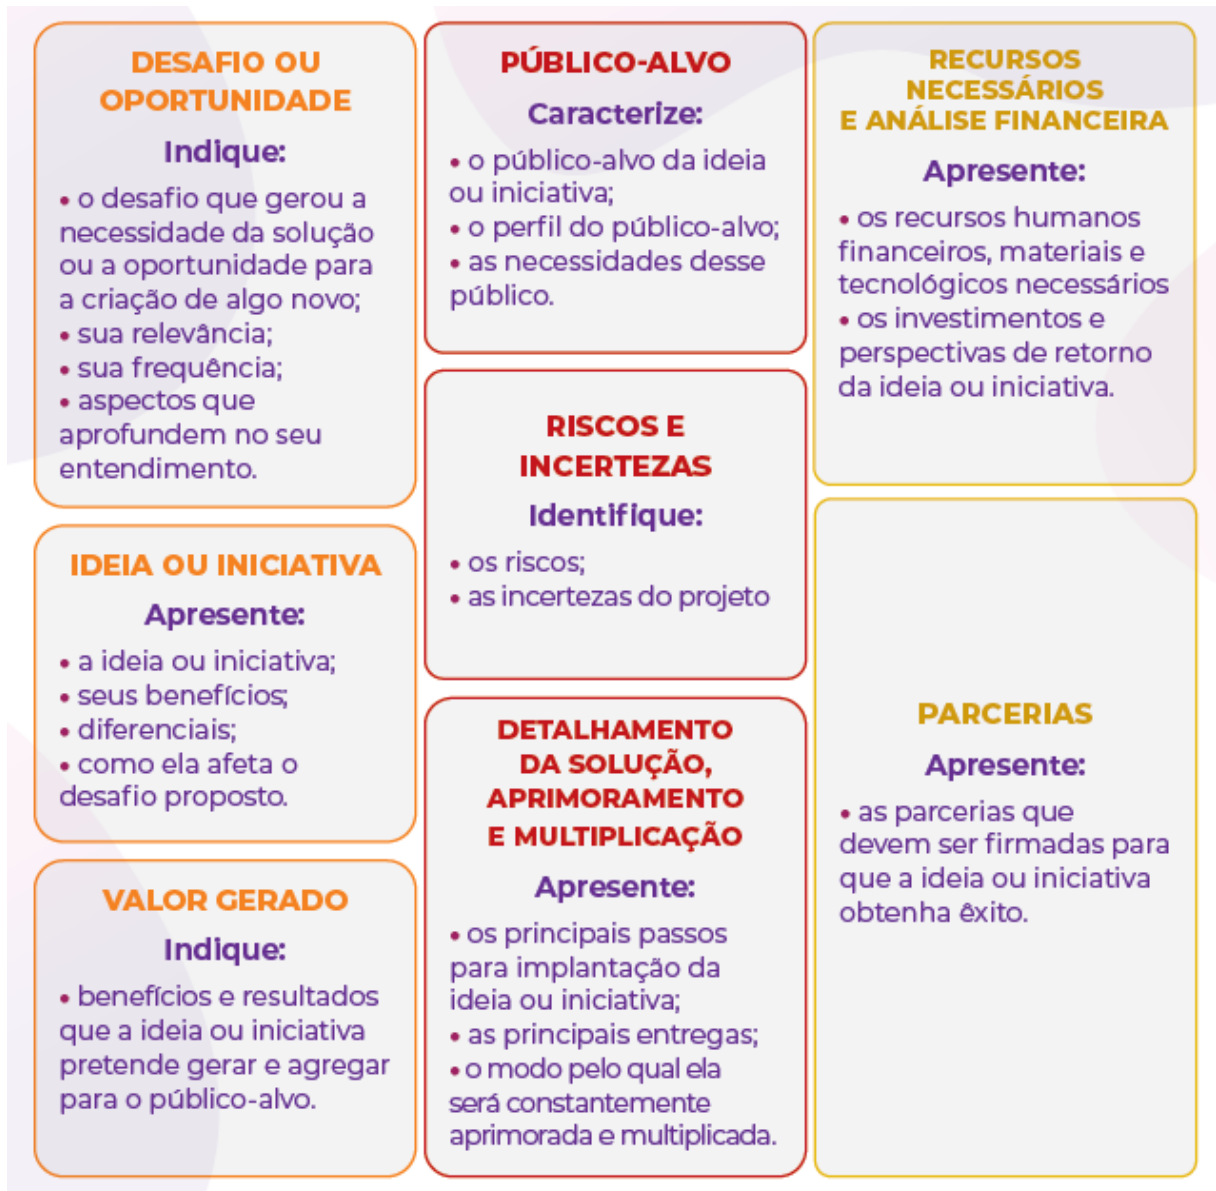 DESAFIO OU
OPORTUNIDADE
Indique:
• o desafio que gerou a
necessidade da solução
ou a oportunidade para
a criação de algo novo;
• sua relevância;
• sua frequência;
• aspectos que
aprofundem no seu
entendimento.
IDEIA OU INICIATIVA
Apresente:
• a ideia ou iniciativa;
• seus benefícios;
• diferenciais;
• como ela afeta o
desafio proposto.
VALOR GERADO
Indique:
• benefícios e resultados
que a ideia ou iniciativa
pretende gerar e agregar
para o público-alvo.
PÚBLICO-ALVO
Caracterize:
• o público-alvo da ideia
ou iniciativa;
• o perfil do público-alvo;
• as necessidades desse
público.
RISCOS E
INCERTEZAS
Identifique:
• os riscos;
• as incertezas do projeto
DETALHAMENTO
DA SOLUÇÃO,
APRIMORAMENTO
E MULTIPLICAÇÃO
Apresente:
• os principais passos
para implantação da
ideia ou iniciativa;
• as principais entregas;
• o modo pelo qual ela
será constantemente
aprimorada e multiplicada.
RECURSOS
NECESSÁRIOS
E ANÁLISE FINANCEIRA
Apresente:
• os recursos humanos
financeiros, materiais e
tecnológicos necessários
• os investimentos e
perspectivas de retorno
da ideia ou iniciativa.
PARCERIAS
Apresente:
• as parcerias que
devem ser firmadas para
que a ideia ou iniciativa
obtenha êxito.